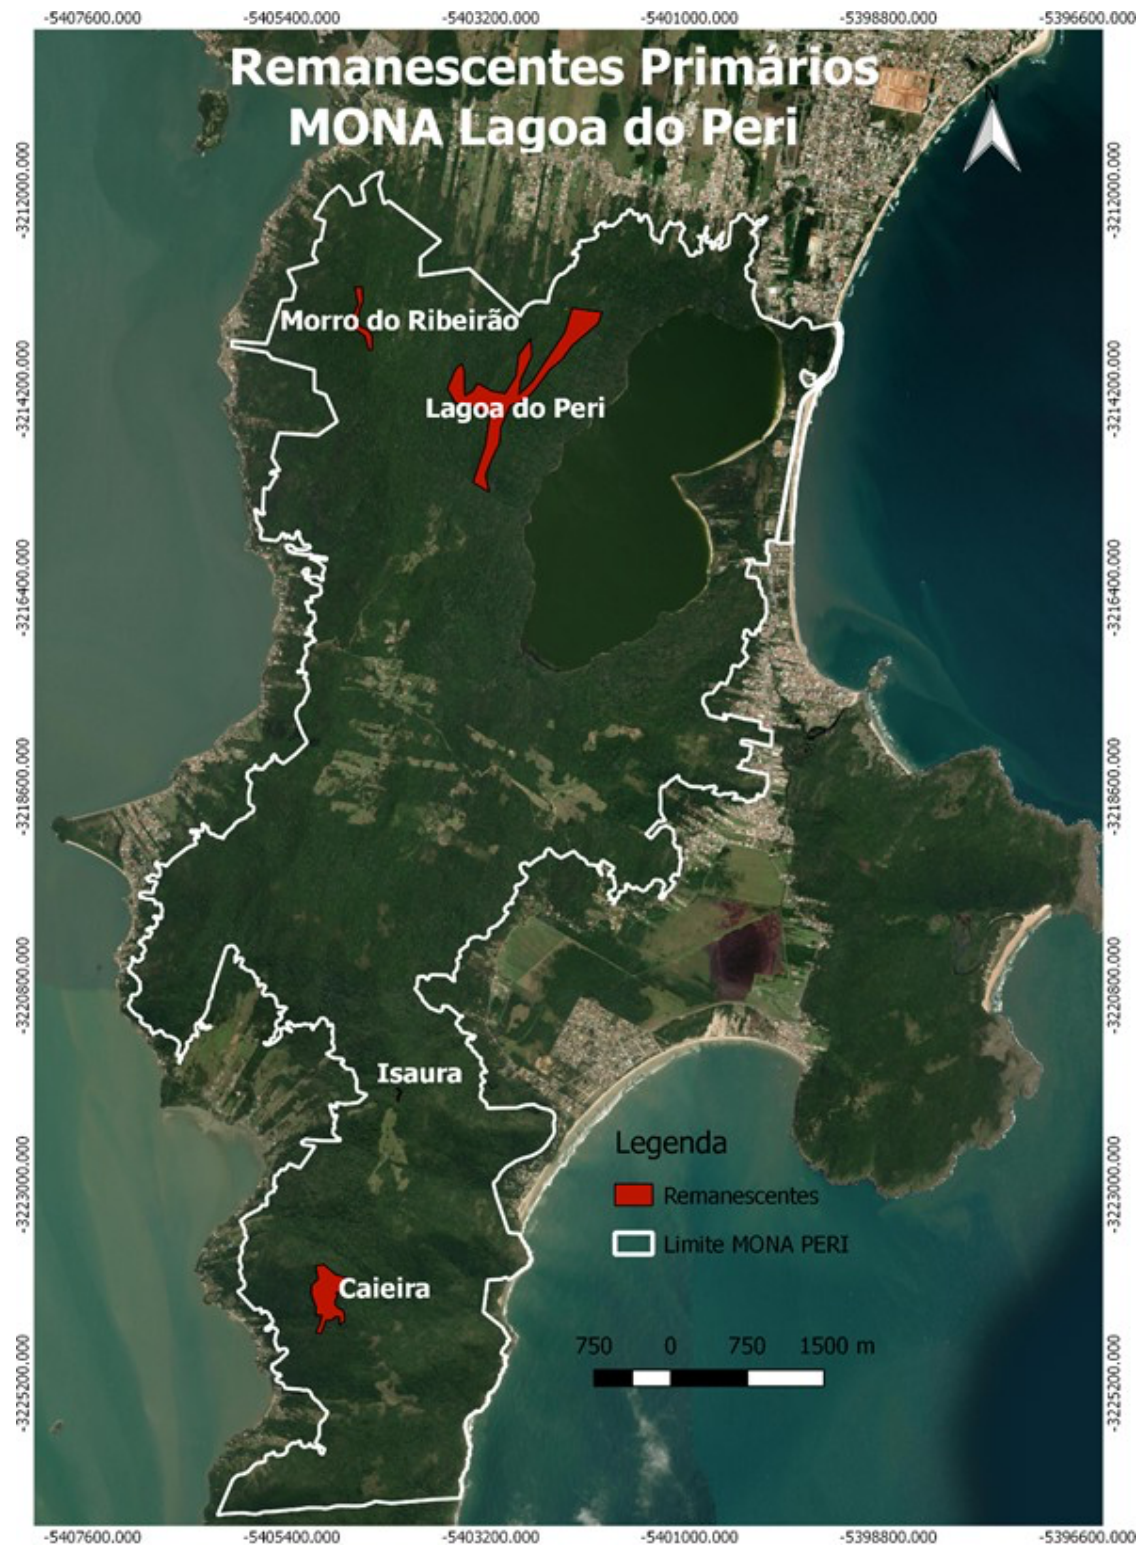 -5407600.000 -5405400.000 -5403200.000 -5401000.000 -5398800.000 -5396600.000
Remanescentes Primários
MONA Lagoa do Peri
N
-3212000.000 -3212000.000
Morro do Ribeirão
-3214200.000 -3214200.000
Lagoa do Peri
-3216400.000 -3216400.000
-3218600.000 -3218600.000
-3220800.000 -3220800.000
Isaura
Legenda
-3223000.000 -3223000.000
Remanescentes
Limite MONA PERI
Caieira
750 0 750 1500 m
-3225200.000 -3225200.000
-5407600.000 -5405400.000 -5403200.000 -5401000.000 -5398800.000 -5396600.000